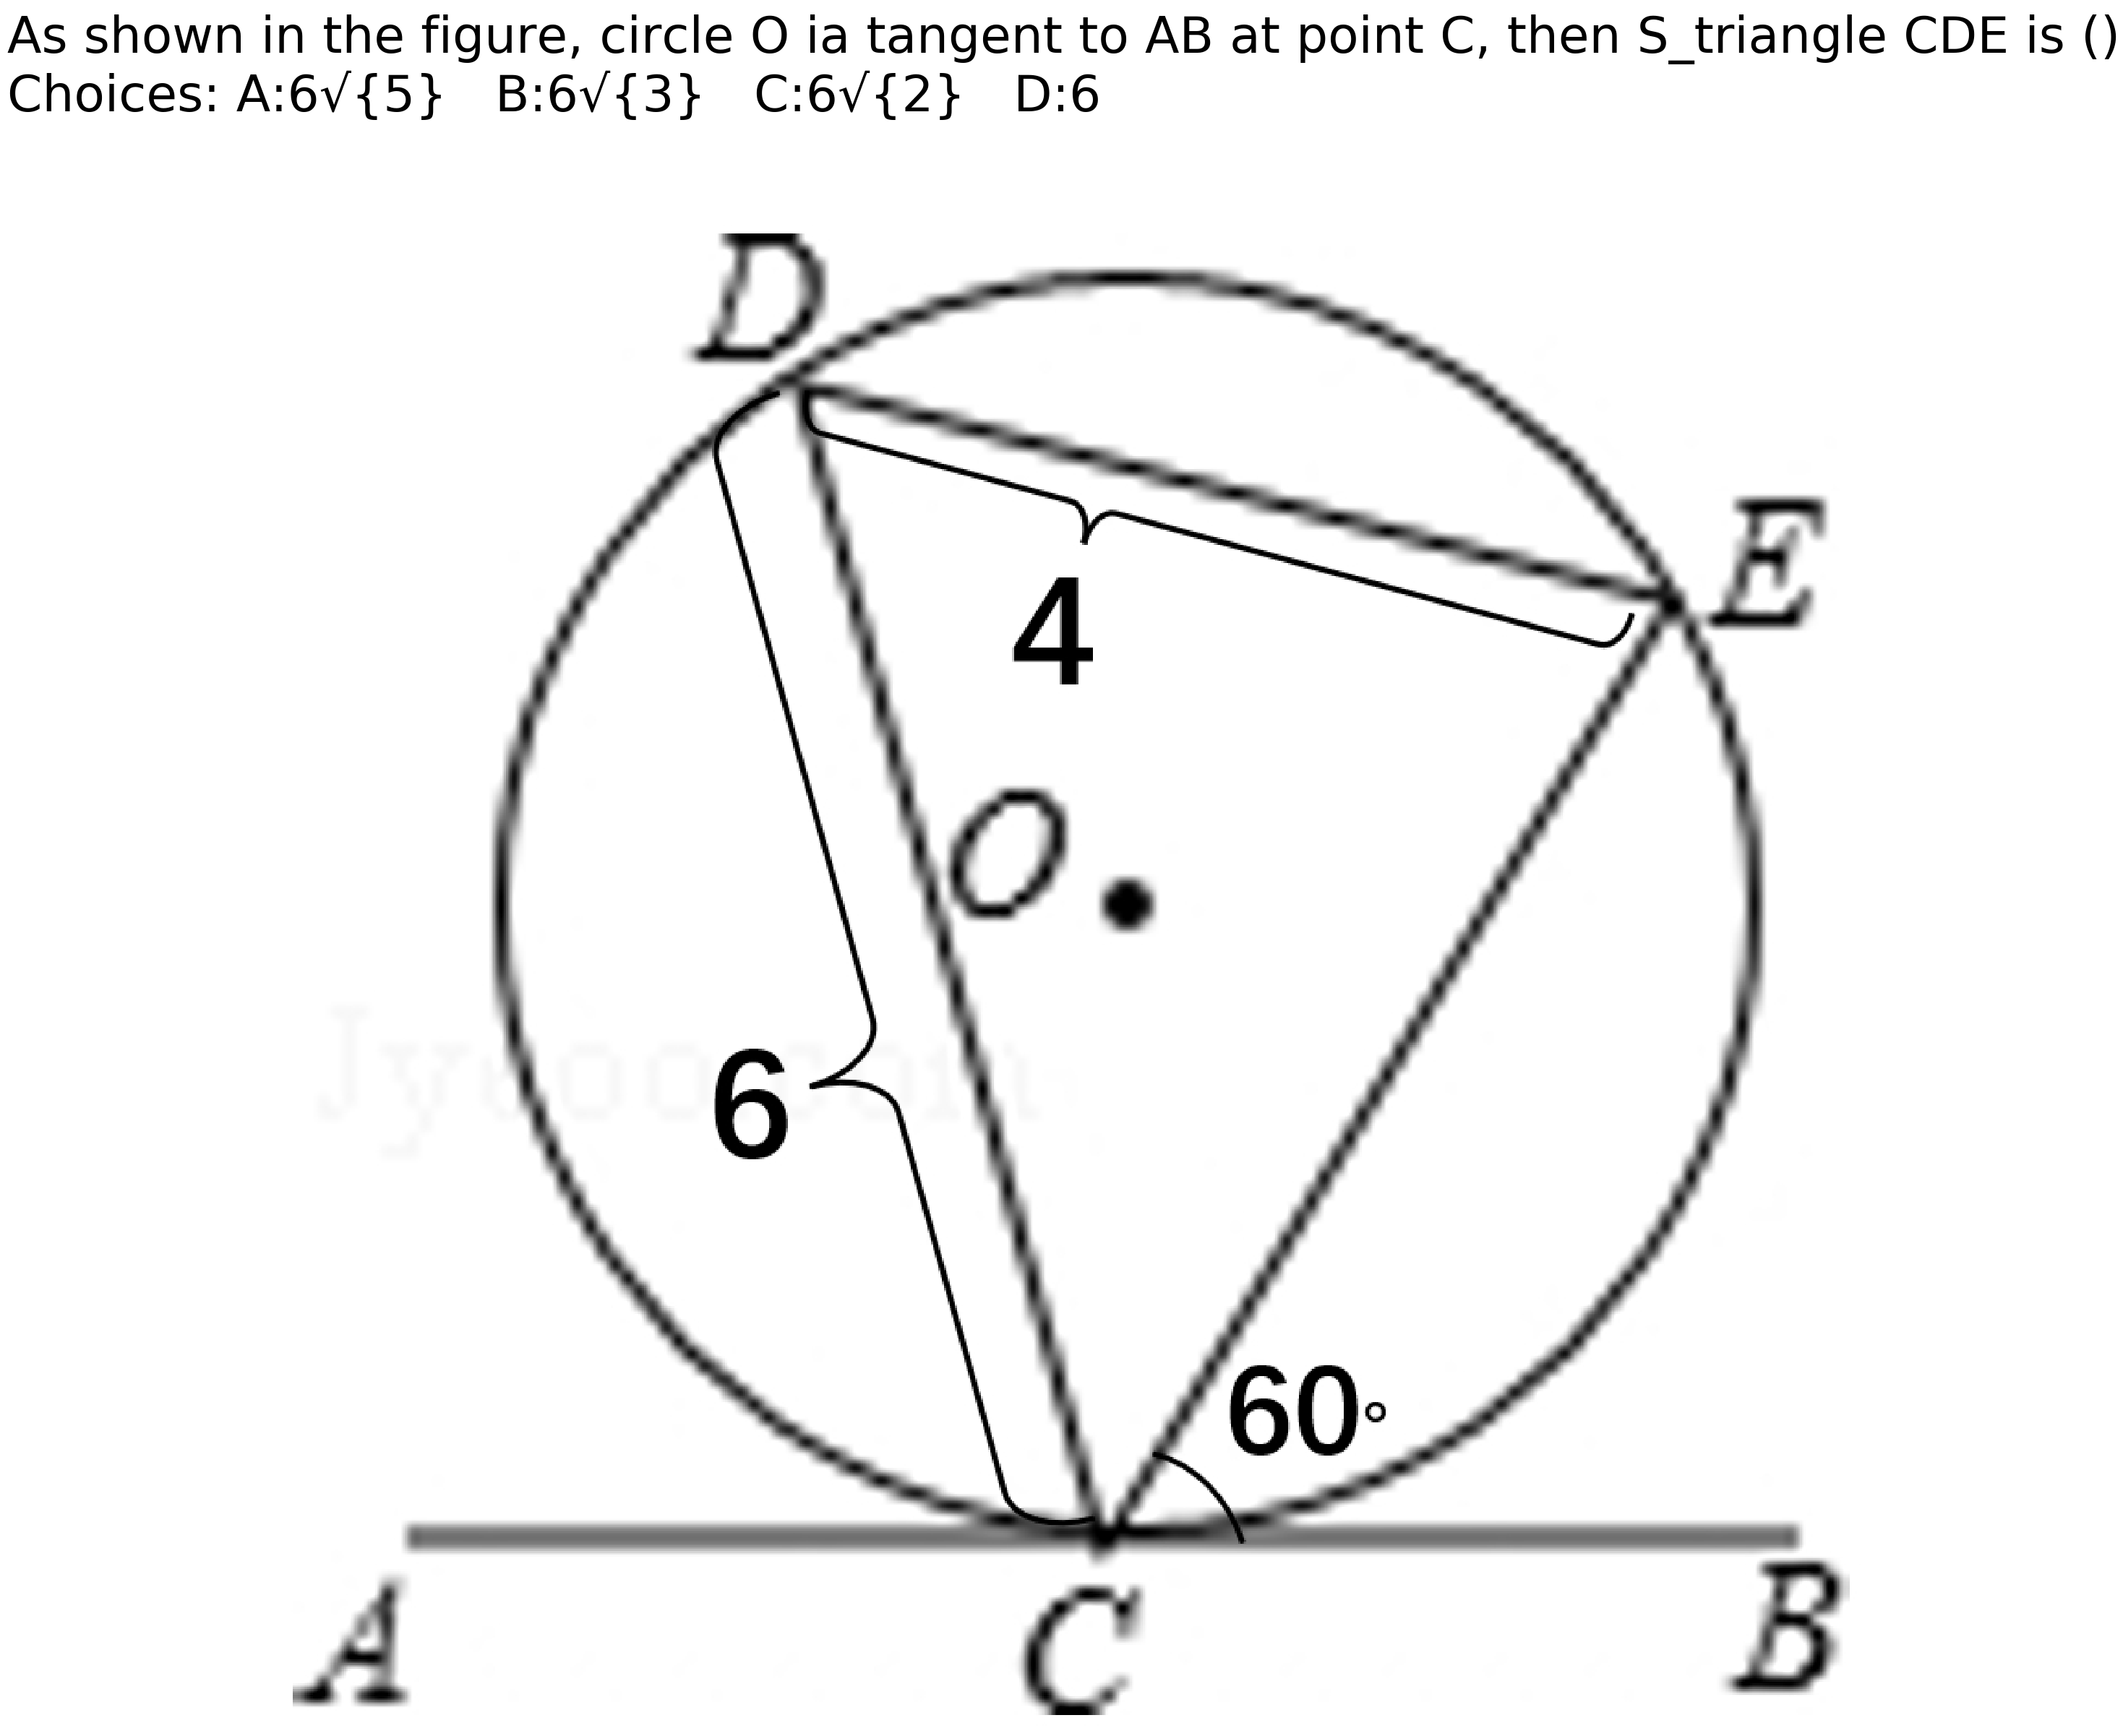 As shown in the figure, circle O ia tangent to AB at point C, then S_triangle CDE is ()
Choices: A:6√{5} B:6√{3} C:6√{2} D:6
D
E
4
O
6
60°
A
C
B